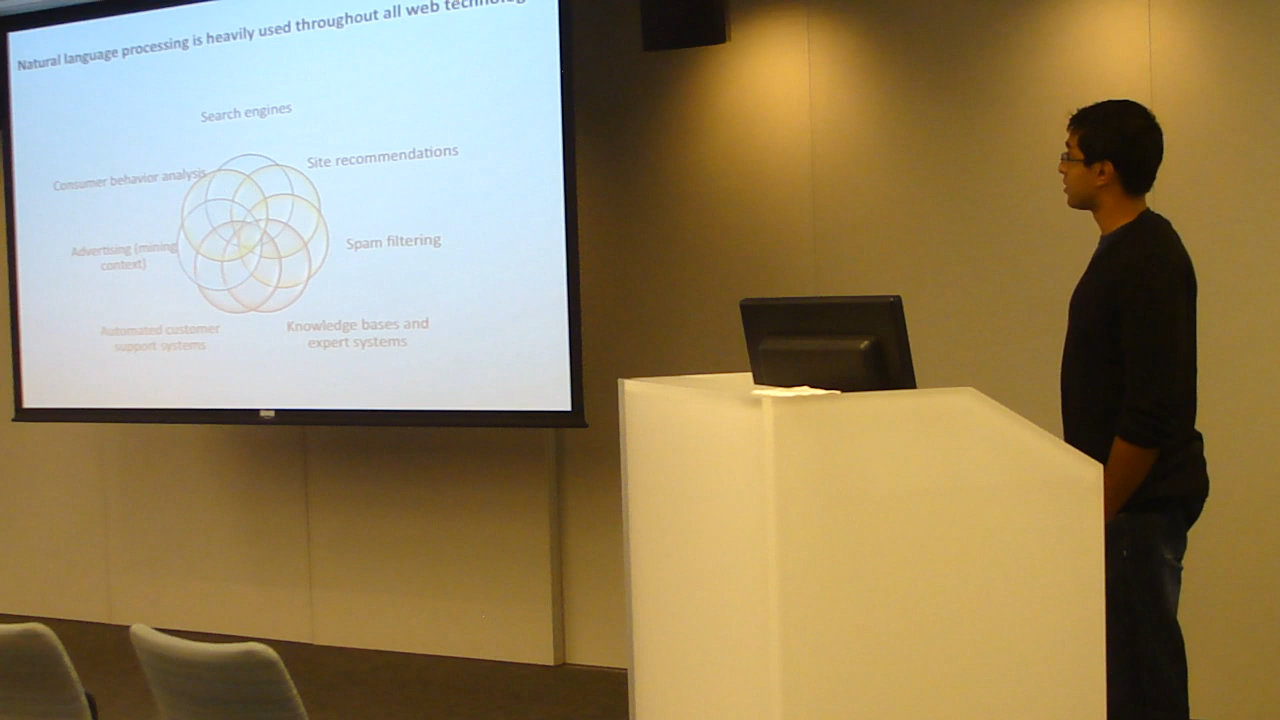 Natural language processing is heavily used throughout all web
Search engines
Site recommendations
Consumer behavior analysis
Spam filtering
Advertising (mining
context)
Knowledge bases and
expert systems
Automated customer
support systems